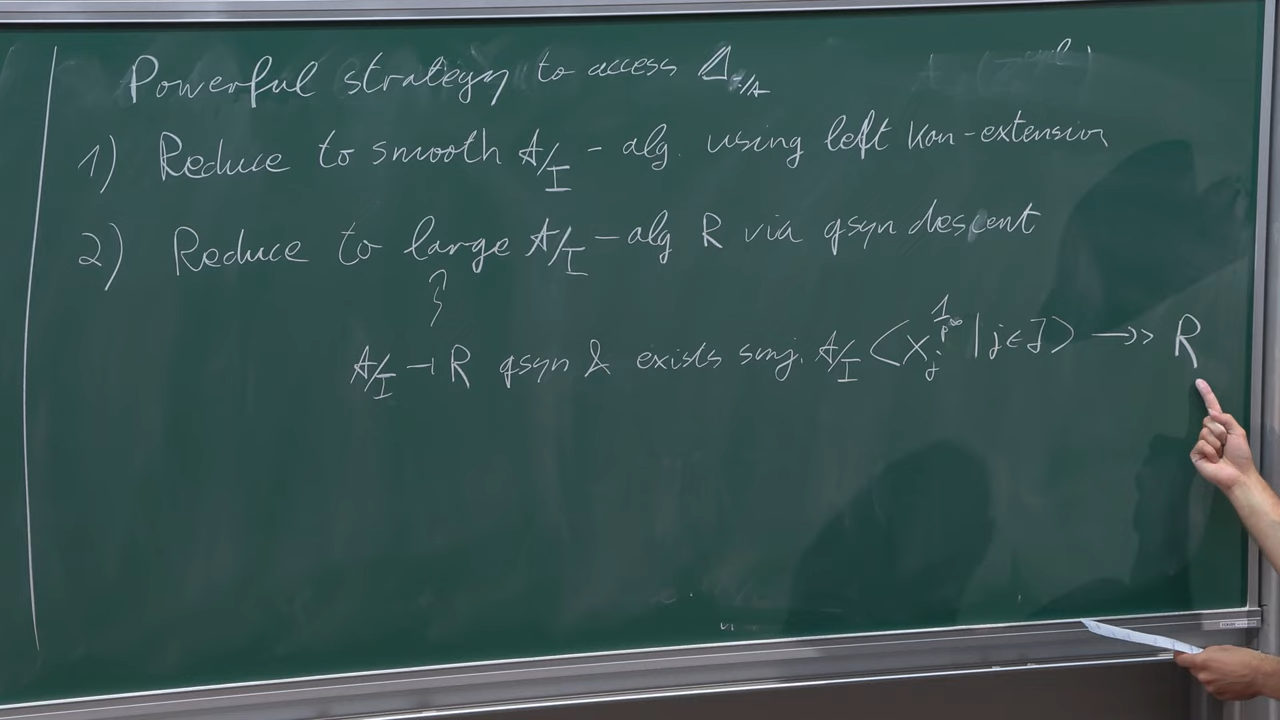 Powerful strategy to access 𝚫_{-/A}
1) Reduce to smooth A/I - alg. using left Kan-extension
2) Reduce to large A/I - alg R via qsyn descent
A/I → R qsyn & exists surj. A/I ⟨X_j^{1/p^∞} | j∈J⟩ ↠ R